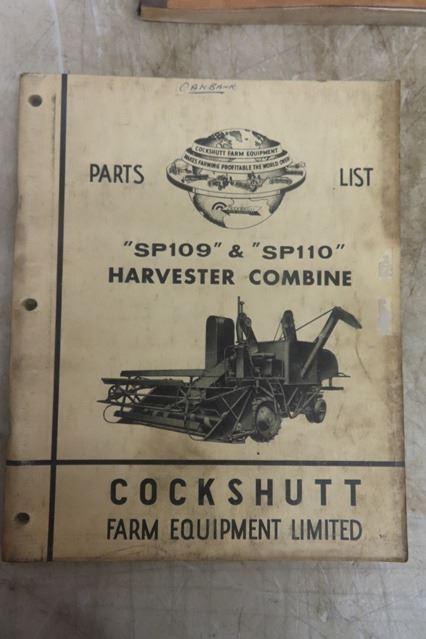 OAKBANK
COCKSHUTT FARM EQUIPMENT
MAKES FARMING PROFITABLE THE WORLD OVER
PARTS LIST
"SP109" & "SP110"
HARVESTER COMBINE
COCKSHUTT
FARM EQUIPMENT LIMITED